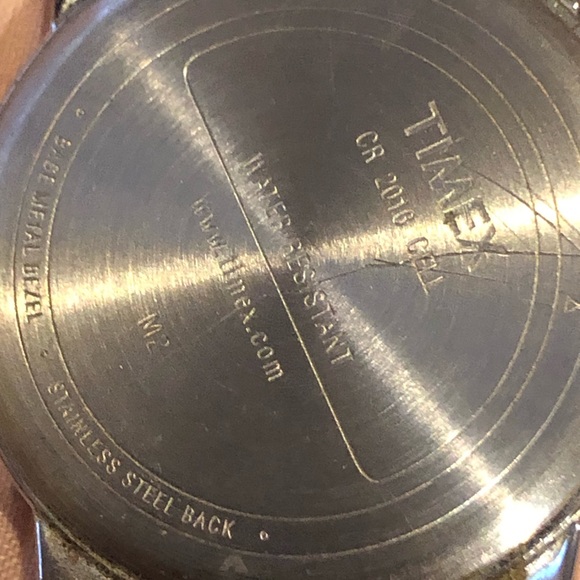 TIMEX
CR 2016 CELL
WATER RESISTANT
www.timex.com
M2
BASE METAL BEZEL
STAINLESS STEEL BACK